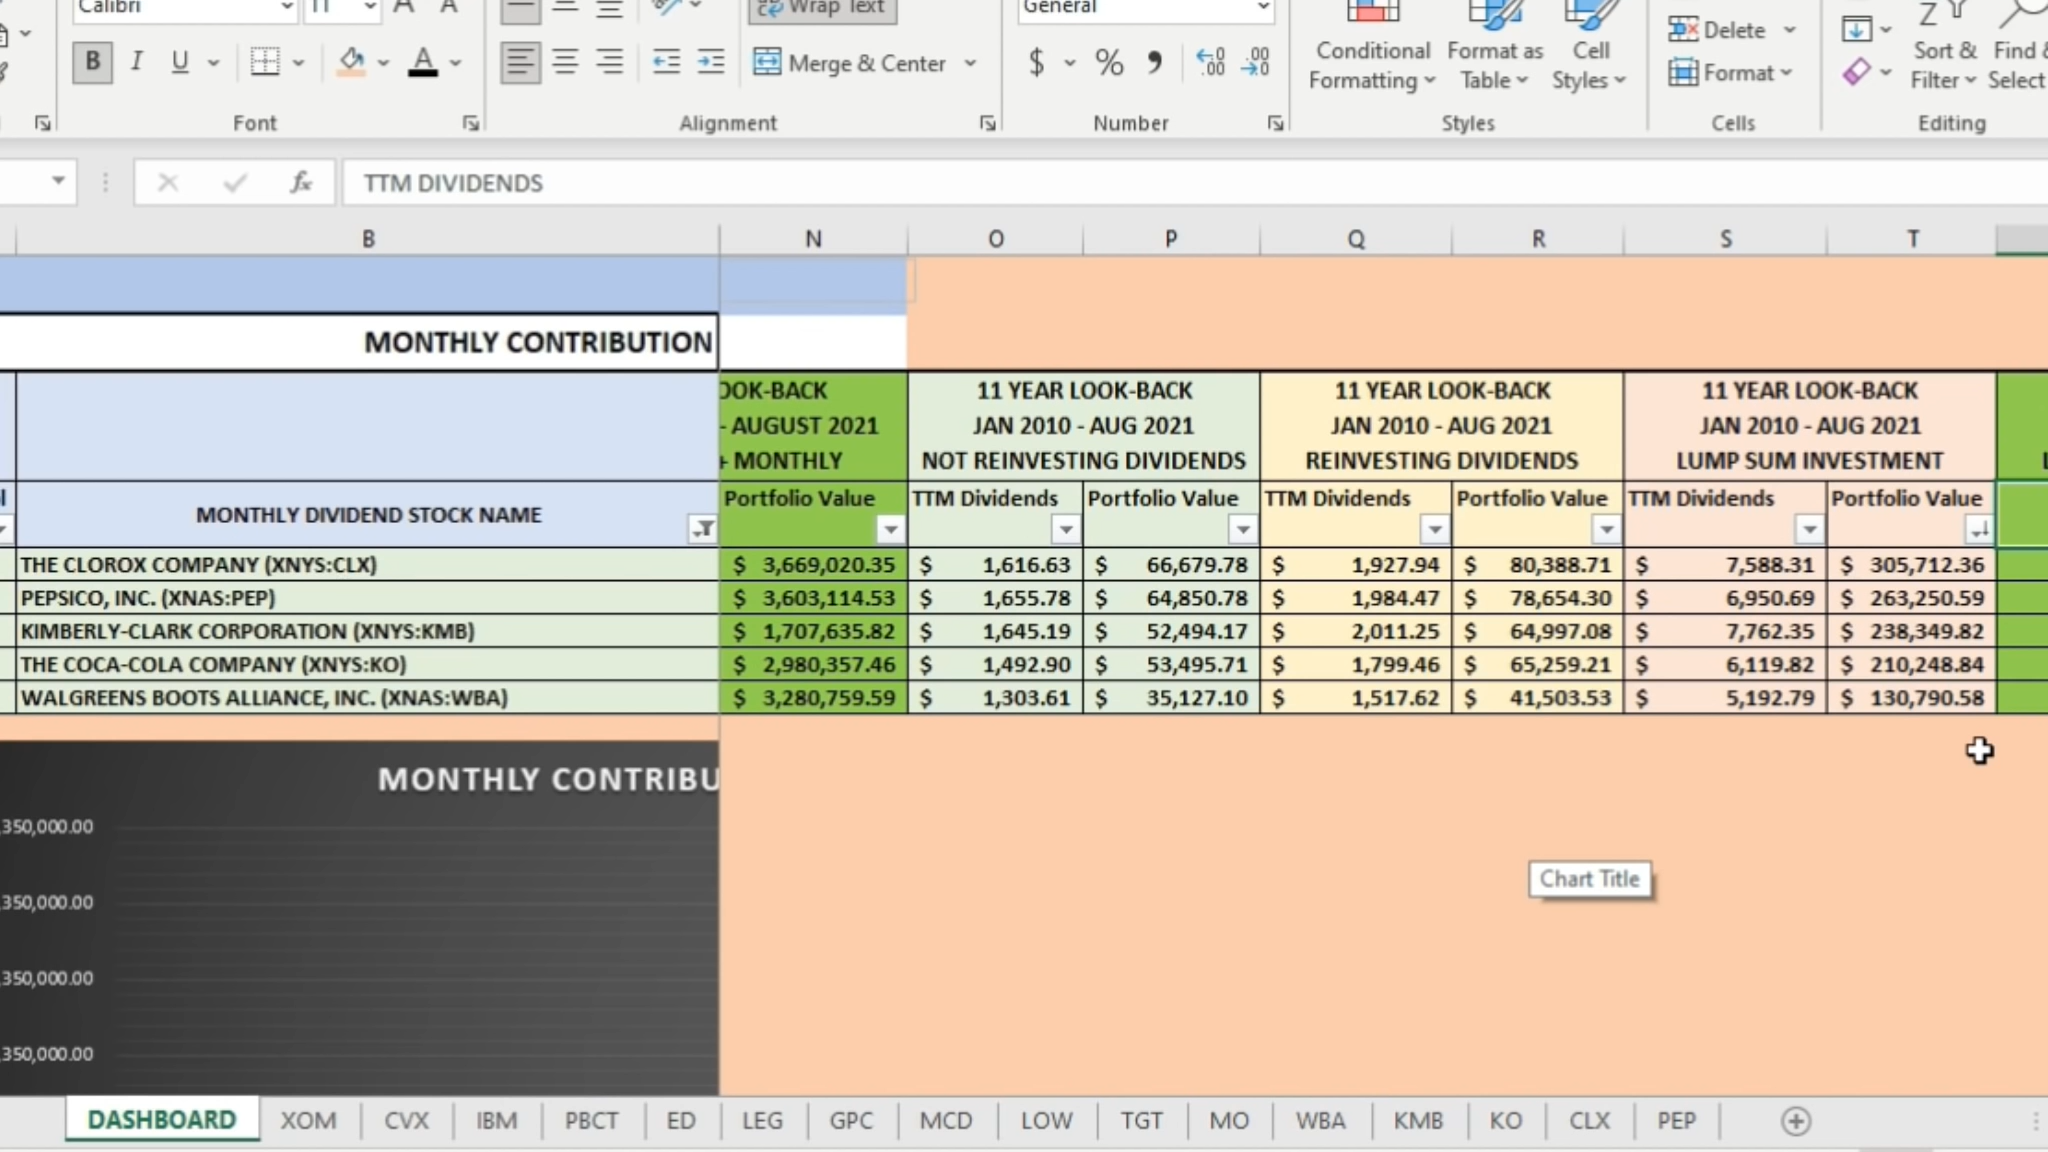 Calibri 11 A A Wrap Text General
B I U A Merge & Center $ % , .00 .00 Conditional Formatting Format as Table Cell Styles Delete Format Sort & Filter Find & Select
Font Alignment Number Styles Cells Editing
fx TTM DIVIDENDS
B N O P Q R S T
MONTHLY CONTRIBUTION
OOK-BACK 11 YEAR LOOK-BACK 11 YEAR LOOK-BACK 11 YEAR LOOK-BACK
- AUGUST 2021 JAN 2010 - AUG 2021 JAN 2010 - AUG 2021 JAN 2010 - AUG 2021
+ MONTHLY NOT REINVESTING DIVIDENDS REINVESTING DIVIDENDS LUMP SUM INVESTMENT
MONTHLY DIVIDEND STOCK NAME Portfolio Value TTM Dividends Portfolio Value TTM Dividends Portfolio Value TTM Dividends Portfolio Value
THE CLOROX COMPANY (XNYS:CLX) $ 3,669,020.35 $ 1,616.63 $ 66,679.78 $ 1,927.94 $ 80,388.71 $ 7,588.31 $ 305,712.36
PEPSICO, INC. (XNAS:PEP) $ 3,603,114.53 $ 1,655.78 $ 64,850.78 $ 1,984.47 $ 78,654.30 $ 6,950.69 $ 263,250.59
KIMBERLY-CLARK CORPORATION (XNYS:KMB) $ 1,707,635.82 $ 1,645.19 $ 52,494.17 $ 2,011.25 $ 64,997.08 $ 7,762.35 $ 238,349.82
THE COCA-COLA COMPANY (XNYS:KO) $ 2,980,357.46 $ 1,492.90 $ 53,495.71 $ 1,799.46 $ 65,259.21 $ 6,119.82 $ 210,248.84
WALGREENS BOOTS ALLIANCE, INC. (XNAS:WBA) $ 3,280,759.59 $ 1,303.61 $ 35,127.10 $ 1,517.62 $ 41,503.53 $ 5,192.79 $ 130,790.58
MONTHLY CONTRIBU
,350,000.00
Chart Title
,350,000.00
,350,000.00
,350,000.00
DASHBOARD XOM CVX IBM PBCT ED LEG GPC MCD LOW TGT MO WBA KMB KO CLX PEP